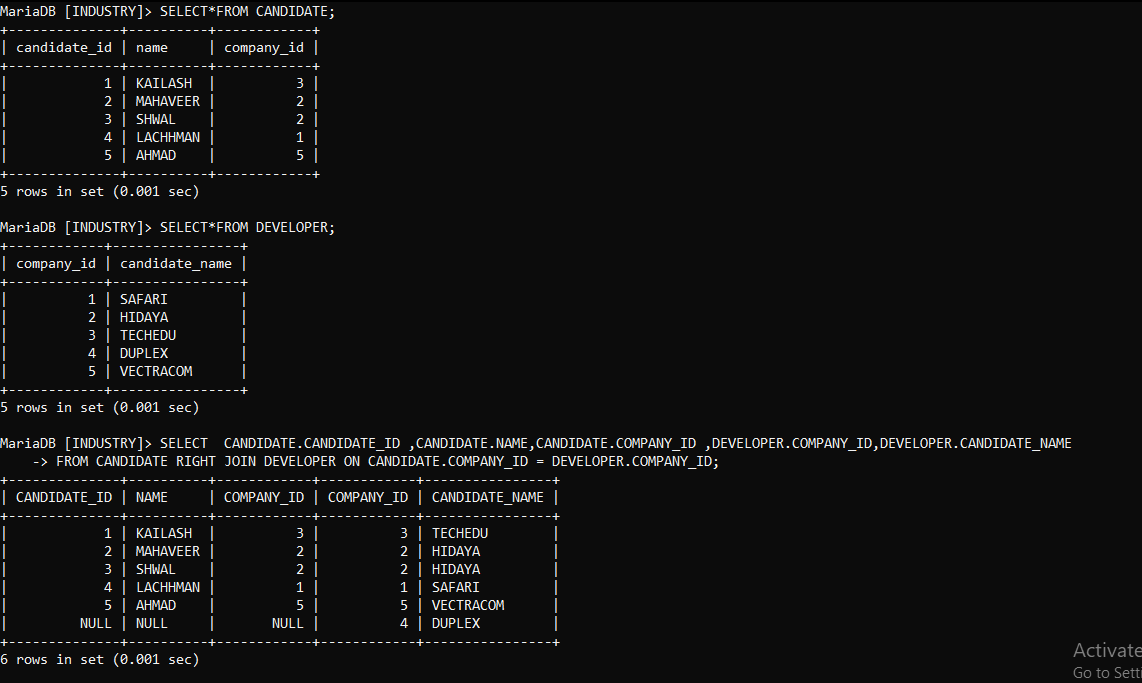 MariaDB [INDUSTRY]> SELECT*FROM CANDIDATE;
+--------------+----------+------------+
| candidate_id | name     | company_id |
+--------------+----------+------------+
|            1 | KAILASH  |          3 |
|            2 | MAHAVEER |          2 |
|            3 | SHWAL    |          2 |
|            4 | LACHHMAN |          1 |
|            5 | AHMAD    |          5 |
+--------------+----------+------------+
5 rows in set (0.001 sec)
MariaDB [INDUSTRY]> SELECT*FROM DEVELOPER;
+------------+----------------+
| company_id | candidate_name |
+------------+----------------+
|          1 | SAFARI         |
|          2 | HIDAYA         |
|          3 | TECHEDU        |
|          4 | DUPLEX         |
|          5 | VECTRACOM      |
+------------+----------------+
5 rows in set (0.001 sec)
MariaDB [INDUSTRY]> SELECT  CANDIDATE.CANDIDATE_ID ,CANDIDATE.NAME,CANDIDATE.COMPANY_ID ,DEVELOPER.COMPANY_ID,DEVELOPER.CANDIDATE_NAME
    -> FROM CANDIDATE RIGHT JOIN DEVELOPER ON CANDIDATE.COMPANY_ID = DEVELOPER.COMPANY_ID;
+--------------+----------+------------+------------+----------------+
| CANDIDATE_ID | NAME     | COMPANY_ID | COMPANY_ID | CANDIDATE_NAME |
+--------------+----------+------------+------------+----------------+
|            1 | KAILASH  |          3 |          3 | TECHEDU        |
|            2 | MAHAVEER |          2 |          2 | HIDAYA         |
|            3 | SHWAL    |          2 |          2 | HIDAYA         |
|            4 | LACHHMAN |          1 |          1 | SAFARI         |
|            5 | AHMAD    |          5 |          5 | VECTRACOM      |
|         NULL | NULL     |       NULL |          4 | DUPLEX         |
+--------------+----------+------------+------------+----------------+
6 rows in set (0.001 sec)
Activate
Go to Setti